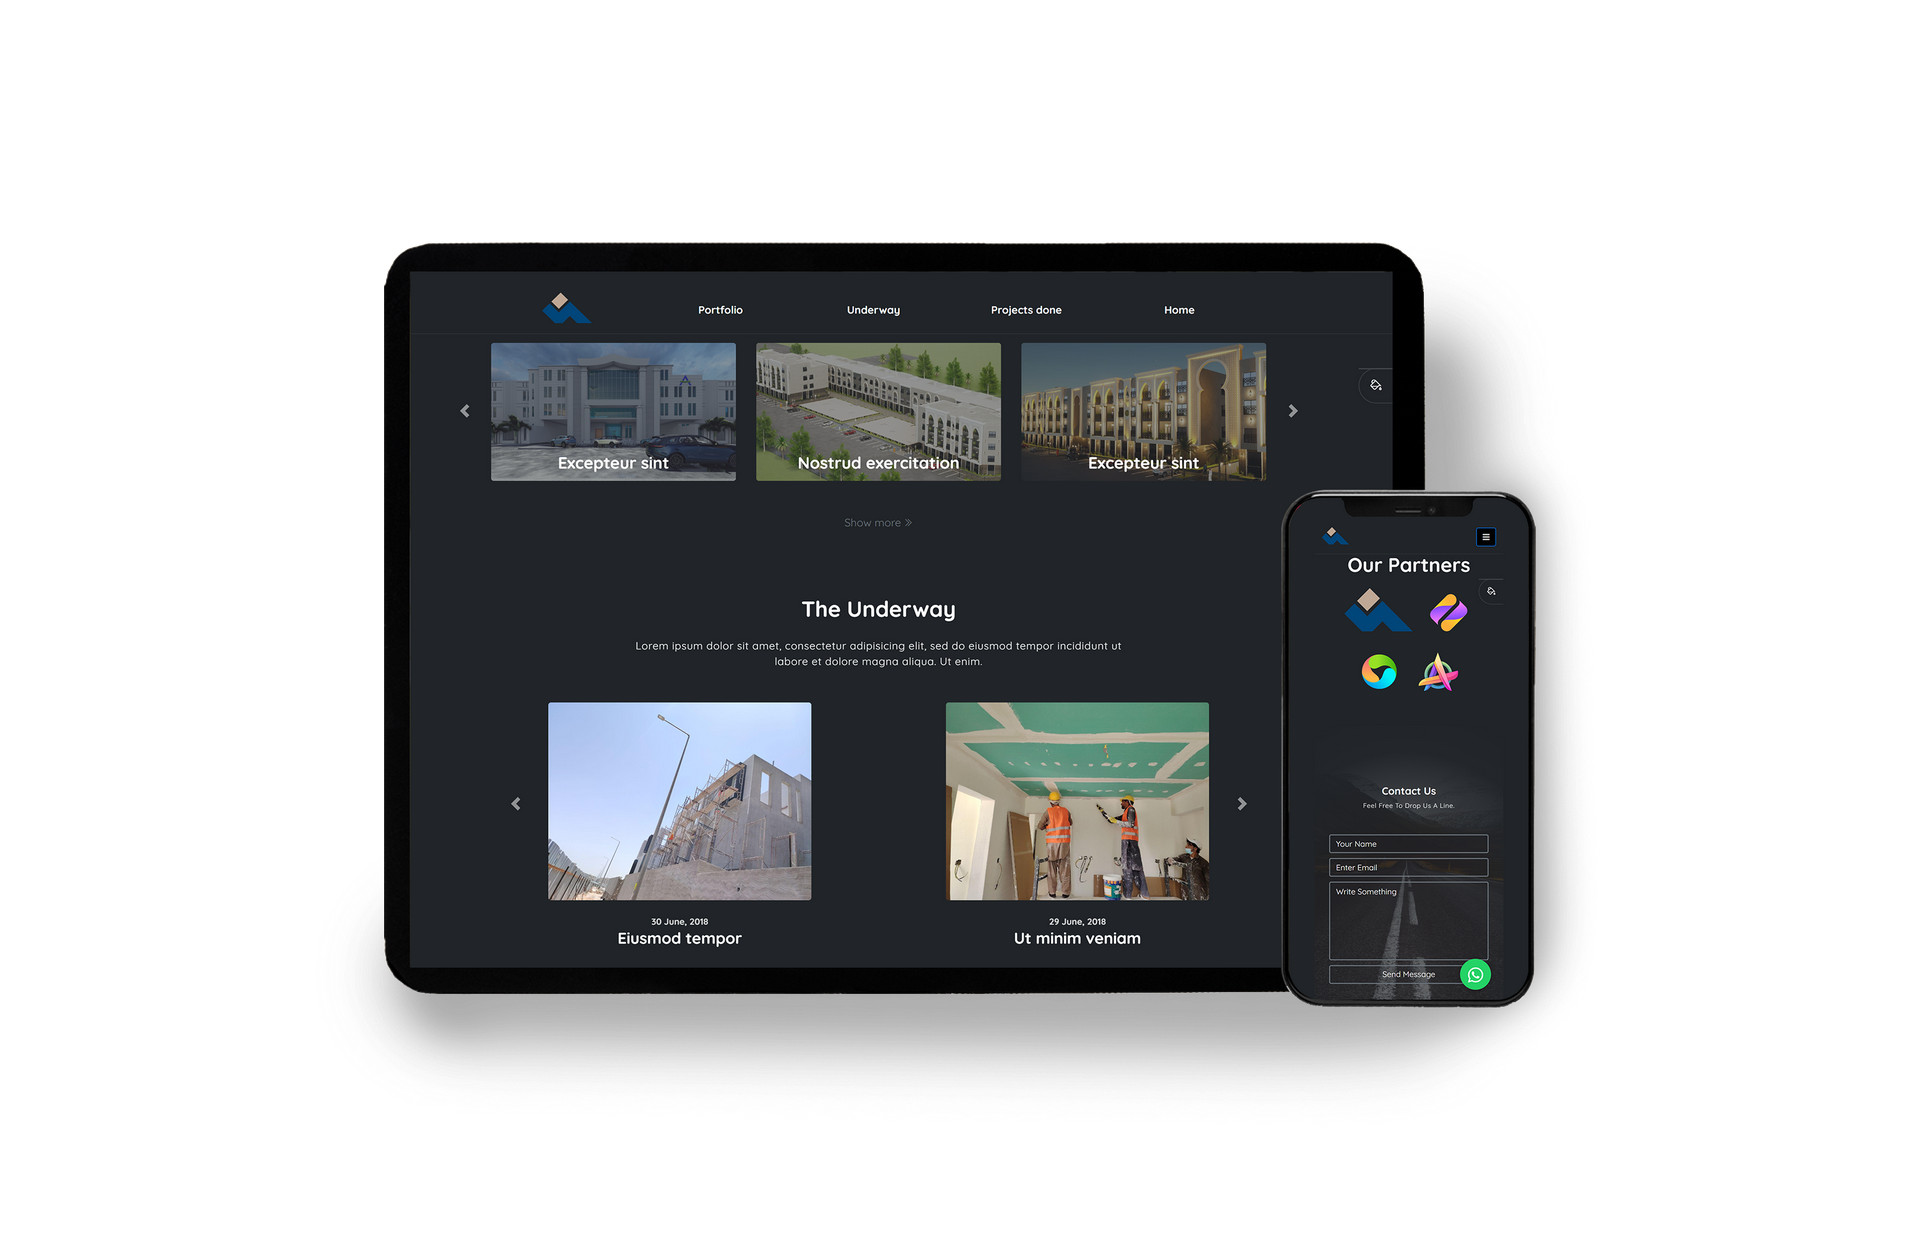 Portfolio
Underway
Projects done
Home
Excepteur sint
Nostrud exercitation
Excepteur sint
Show more »
The Underway
Lorem ipsum dolor sit amet, consectetur adipisicing elit, sed do eiusmod tempor incididunt ut
labore et dolore magna aliqua. Ut enim.
30 June, 2018
Eiusmod tempor
29 June, 2018
Ut minim veniam
Our Partners
Contact Us
Feel Free To Drop Us A Line.
Your Name
Enter Email
Write Something
Send Message